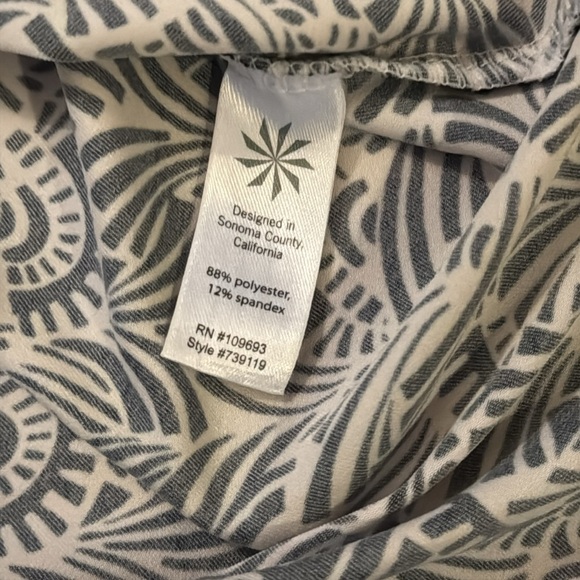 Designed in
Sonoma County,
California
88% polyester,
12% spandex
RN #109693
Style #739119